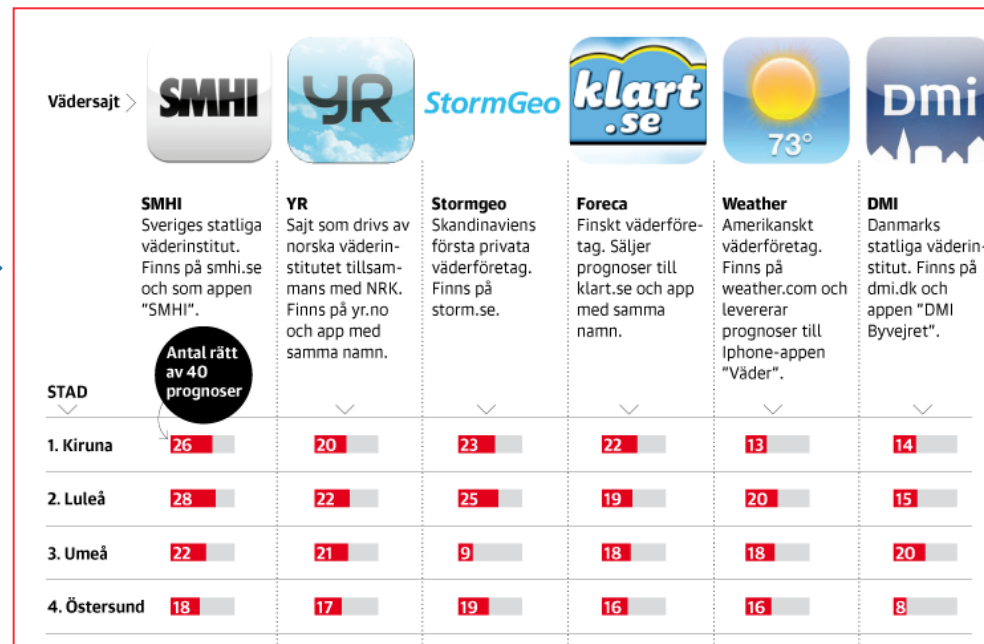 Vädersajt
SMHI
YR
StormGeo
klart
.se
73°
Dmi
SMHI
Sveriges statliga
väderinstitut.
Finns på smhi.se
och som appen
"SMHI".
YR
Sajt som drivs av
norska väderin-
stitutet tillsam-
mans med NRK.
Finns på yr.no
och app med
samma namn.
Stormgeo
Skandinaviens
första privata
väderföretag.
Finns på
storm.se.
Foreca
Finskt väderföre-
tag. Säljer
prognoser till
klart.se och app
med samma
namn.
Weather
Amerikanskt
väderföretag.
Finns på
weather.com och
levererar
prognoser till
Iphone-appen
"Väder".
DMI
Danmarks
statliga väderin-
stitut. Finns på
dmi.dk och
appen "DMI
Byvejret".
Antal rätt
av 40
prognoser
STAD
1. Kiruna 26 20 23 22 13 14
2. Luleå 28 22 25 19 20 15
3. Umeå 22 21 9 18 18 20
4. Östersund 18 17 19 16 16 8